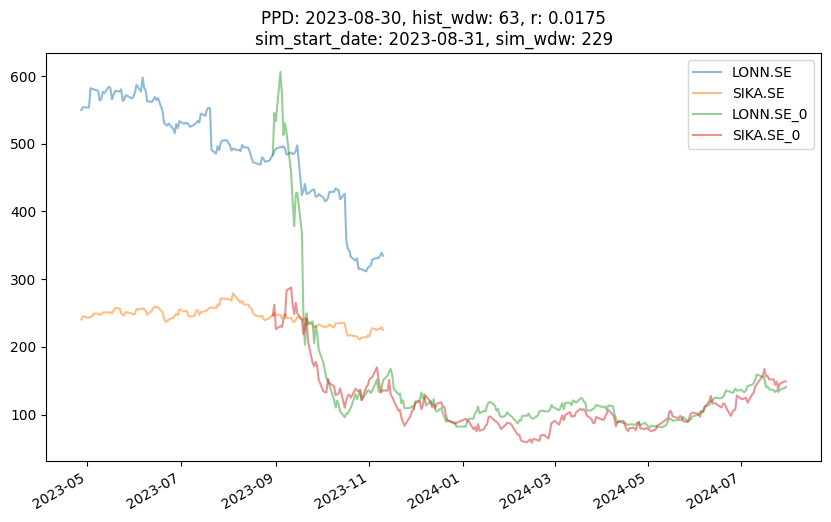 PPD: 2023-08-30, hist_wdw: 63, r: 0.0175
sim_start_date: 2023-08-31, sim_wdw: 229
LONN.SE
SIKA.SE
LONN.SE_0
SIKA.SE_0
600
500
400
300
200
100
2023-05
2023-07
2023-09
2023-11
2024-01
2024-03
2024-05
2024-07